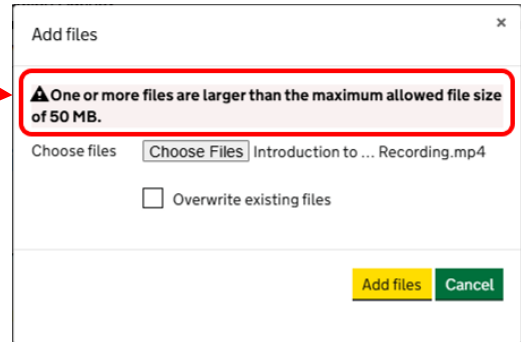 Add files
×
One or more files are larger than the maximum allowed file size
of 50 MB.
Choose files Choose Files Introduction to ... Recording.mp4
Overwrite existing files
Add files Cancel